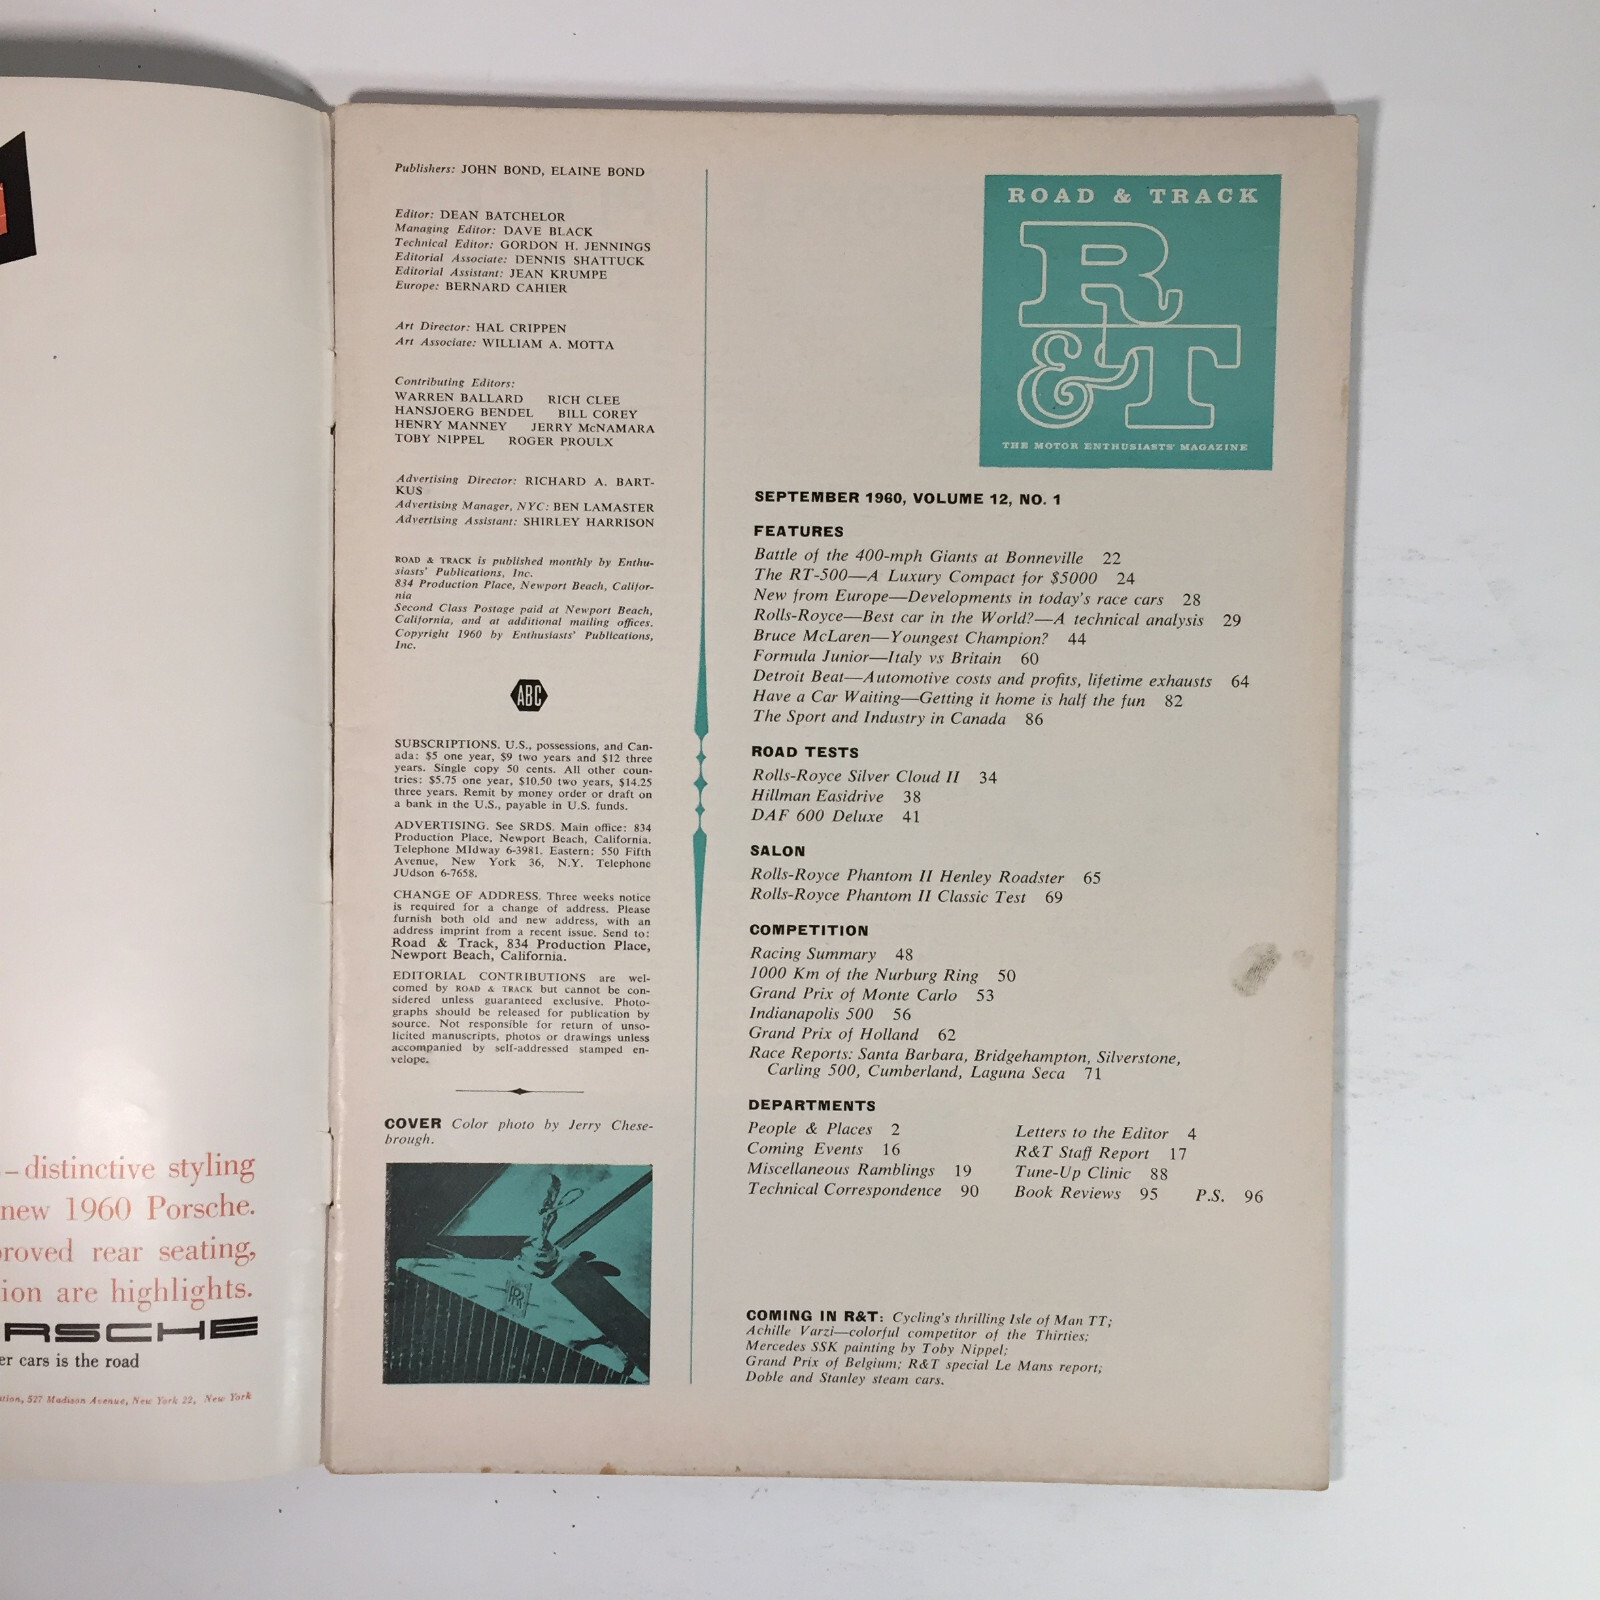 – distinctive styling
new 1960 Porsche.
roved rear seating,
ion are highlights.
RSCHE
er cars is the road
527 Madison Avenue, New York 22, New York
Publishers: JOHN BOND, ELAINE BOND
Editor: DEAN BATCHELOR
Managing Editor: DAVE BLACK
Technical Editor: GORDON H. JENNINGS
Editorial Associate: DENNIS SHATTUCK
Editorial Assistant: JEAN KRUMPE
Europe: BERNARD CAHIER
Art Director: HAL CRIPPEN
Art Associate: WILLIAM A. MOTTA
Contributing Editors:
WARREN BALLARD RICH CLEE
HANSJOERG BENDEL BILL COREY
HENRY MANNEY JERRY McNAMARA
TOBY NIPPEL ROGER PROULX
Advertising Director: RICHARD A. BART-
KUS
Advertising Manager, NYC: BEN LAMASTER
Advertising Assistant: SHIRLEY HARRISON
ROAD & TRACK is published monthly by Enthu-
siasts' Publications, Inc.
834 Production Place, Newport Beach, Califor-
nia
Second Class Postage paid at Newport Beach,
California, and at additional mailing offices.
Copyright 1960 by Enthusiasts' Publications,
Inc.
ABC
SUBSCRIPTIONS, U.S., possessions, and Can-
ada: $5 one year, $9 two years and $12 three
years. Single copy 50 cents. All other coun-
tries: $5.75 one year, $10.50 two years, $14.25
three years. Remit by money order or draft on
a bank in the U.S., payable in U.S. funds.
ADVERTISING. See SRDS. Main office: 834
Production Place, Newport Beach, California.
Telephone MIdway 6-3981. Eastern: 550 Fifth
Avenue, New York 36, N.Y. Telephone
JUdson 6-7658.
CHANGE OF ADDRESS. Three weeks notice
is required for a change of address. Please
furnish both old and new address, with an
address imprint from a recent issue. Send to:
Road & Track, 834 Production Place,
Newport Beach, California.
EDITORIAL CONTRIBUTIONS are wel-
comed by ROAD & TRACK but cannot be con-
sidered unless guaranteed exclusive. Photo-
graphs should be released for publication by
source. Not responsible for return of unso-
licited manuscripts, photos or drawings unless
accompanied by self-addressed stamped en-
velope.
COVER Color photo by Jerry Chese-
brough.
RR
ROAD & TRACK
R
&T
THE MOTOR ENTHUSIASTS' MAGAZINE
SEPTEMBER 1960, VOLUME 12, NO. 1
FEATURES
Battle of the 400-mph Giants at Bonneville 22
The RT-500—A Luxury Compact for $5000 24
New from Europe—Developments in today's race cars 28
Rolls-Royce—Best car in the World?—A technical analysis 29
Bruce McLaren—Youngest Champion? 44
Formula Junior—Italy vs Britain 60
Detroit Beat—Automotive costs and profits, lifetime exhausts 64
Have a Car Waiting—Getting it home is half the fun 82
The Sport and Industry in Canada 86
ROAD TESTS
Rolls-Royce Silver Cloud II 34
Hillman Easidrive 38
DAF 600 Deluxe 41
SALON
Rolls-Royce Phantom II Henley Roadster 65
Rolls-Royce Phantom II Classic Test 69
COMPETITION
Racing Summary 48
1000 Km of the Nurburg Ring 50
Grand Prix of Monte Carlo 53
Indianapolis 500 56
Grand Prix of Holland 62
Race Reports: Santa Barbara, Bridgehampton, Silverstone,
Carling 500, Cumberland, Laguna Seca 71
DEPARTMENTS
People & Places 2
Coming Events 16
Miscellaneous Ramblings 19
Technical Correspondence 90
Letters to the Editor 4
R&T Staff Report 17
Tune-Up Clinic 88
Book Reviews 95 P.S. 96
COMING IN R&T: Cycling's thrilling Isle of Man TT;
Achille Varzi—colorful competitor of the Thirties;
Mercedes SSK painting by Toby Nippel;
Grand Prix of Belgium; R&T special Le Mans report;
Doble and Stanley steam cars.